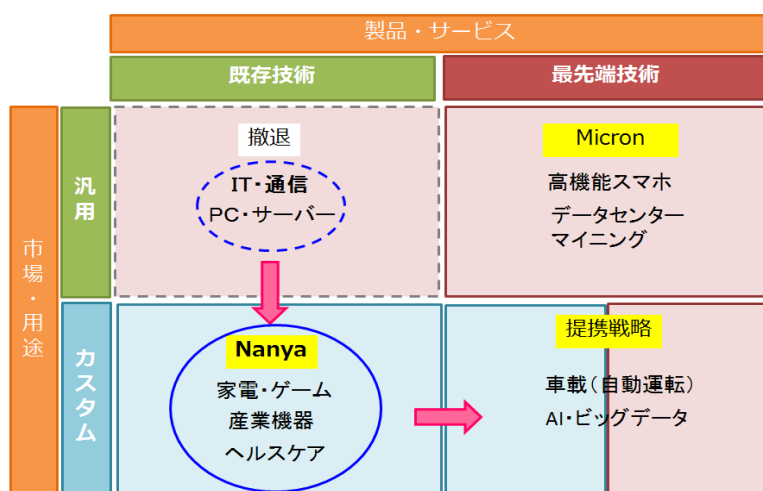 製品・サービス
既存技術
最先端技術
市場・用途
汎用
撤退
IT・通信
PC・サーバー
Micron
高機能スマホ
データセンター
マイニング
カスタム
Nanya
家電・ゲーム
産業機器
ヘルスケア
提携戦略
車載(自動運転)
AI・ビッグデータ